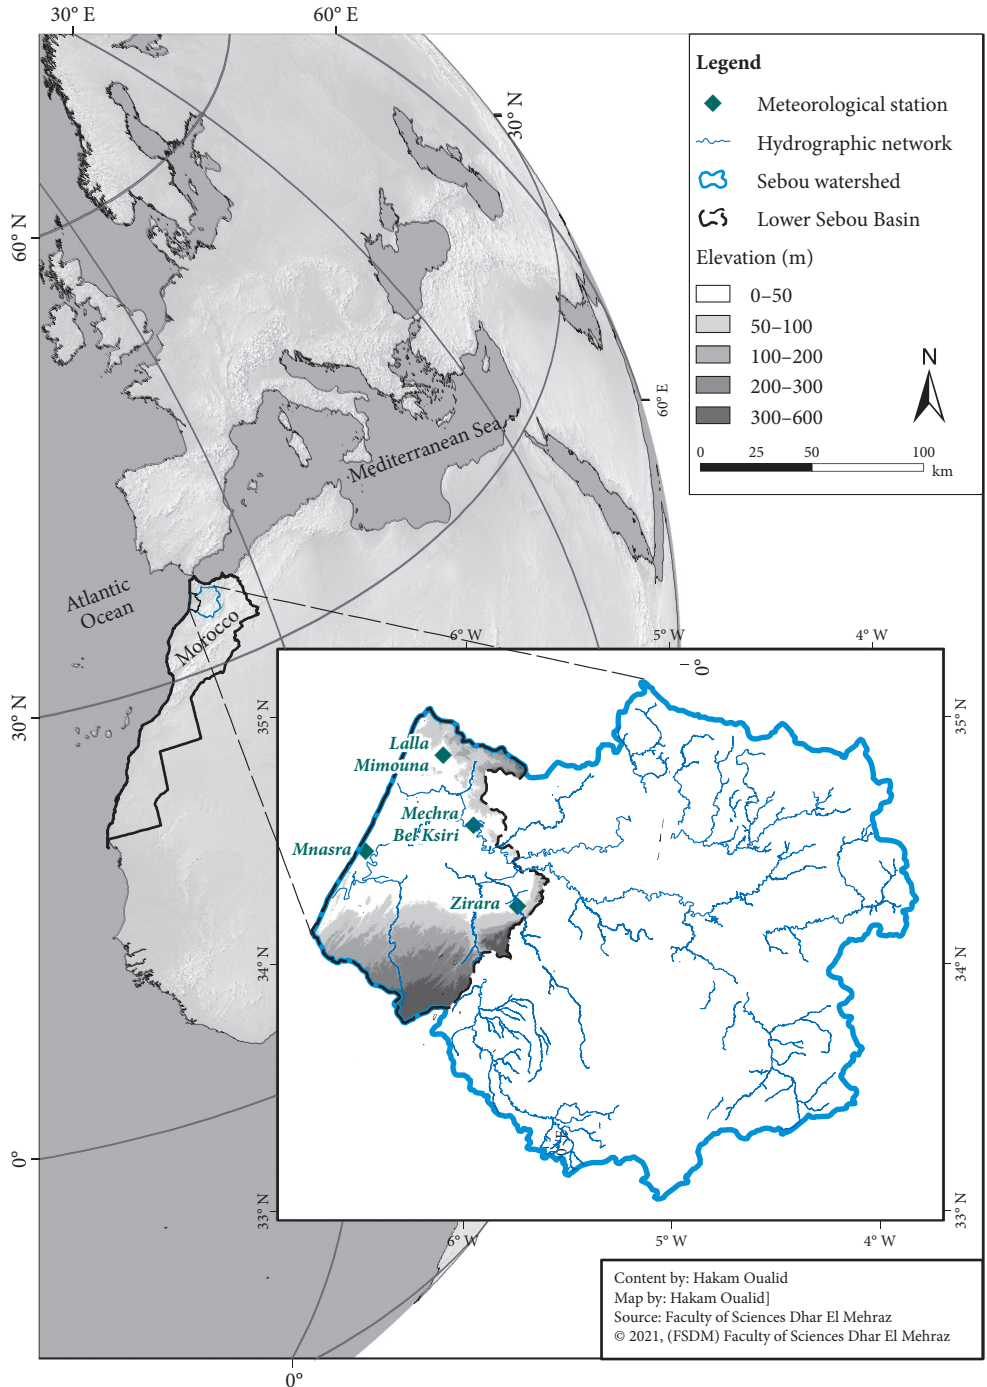 30° E
60° E
30° N
60° N
60° E
Mediterranean Sea
Atlantic
Ocean
Morocco
30° N
0°
0°
0°
Legend
Meteorological station
Hydrographic network
Sebou watershed
Lower Sebou Basin
Elevation (m)
0–50
50–100
100–200
200–300
300–600
N
0
25
50
100
km
6° W
5° W
4° W
35° N
35° N
Lalla
Mimouna
Mechra
Bel Ksiri
Mnasra
Zirara
34° N
34° N
33° N
33° N
6° W
5° W
4° W
Content by: Hakam Oualid
Map by: Hakam Oualid]
Source: Faculty of Sciences Dhar El Mehraz
© 2021, (FSDM) Faculty of Sciences Dhar El Mehraz